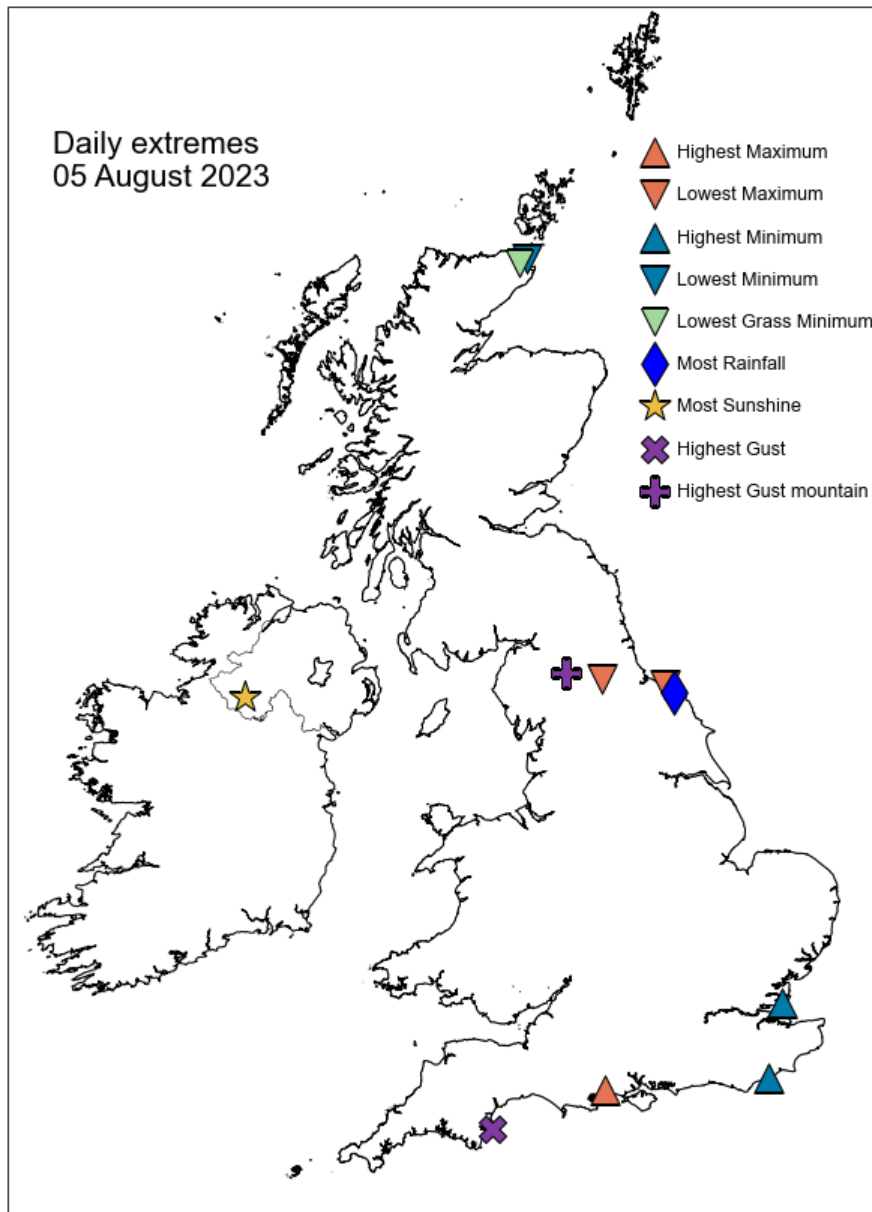 Daily extremes
05 August 2023
Highest Maximum
Lowest Maximum
Highest Minimum
Lowest Minimum
Lowest Grass Minimum
Most Rainfall
Most Sunshine
Highest Gust
Highest Gust mountain